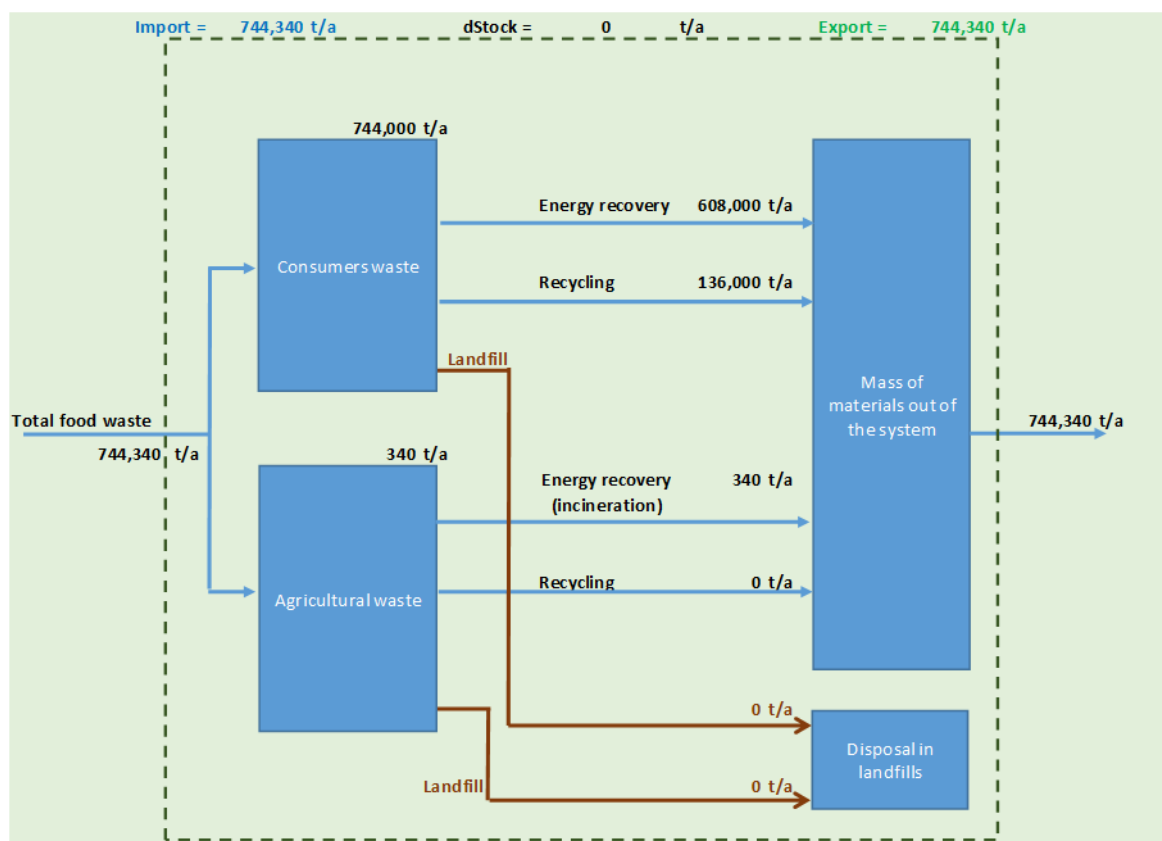 Import = 744,340 t/a dStock = 0 t/a Export = 744,340 t/a
744,000 t/a
Energy recovery 608,000 t/a
Consumers waste
Recycling 136,000 t/a
Landfill
Mass of
materials out of
the system
Total food waste
744,340 t/a
744,340 t/a
340 t/a
Energy recovery 340 t/a
(incineration)
Recycling 0 t/a
Agricultural waste
0 t/a
Disposal in
landfills
Landfill 0 t/a